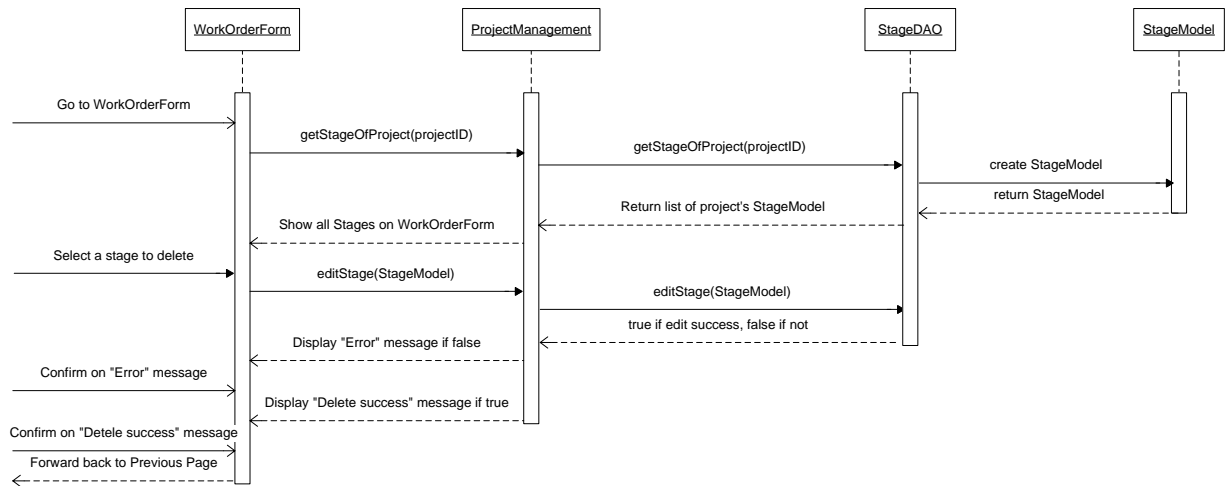 WorkOrderForm
ProjectManagement
StageDAO
StageModel
Go to WorkOrderForm
getStageOfProject(projectID)
getStageOfProject(projectID)
create StageModel
return StageModel
Return list of project's StageModel
Show all Stages on WorkOrderForm
Select a stage to delete
editStage(StageModel)
editStage(StageModel)
true if edit success, false if not
Display "Error" message if false
Confirm on "Error" message
Display "Delete success" message if true
Confirm on "Detele success" message
Forward back to Previous Page